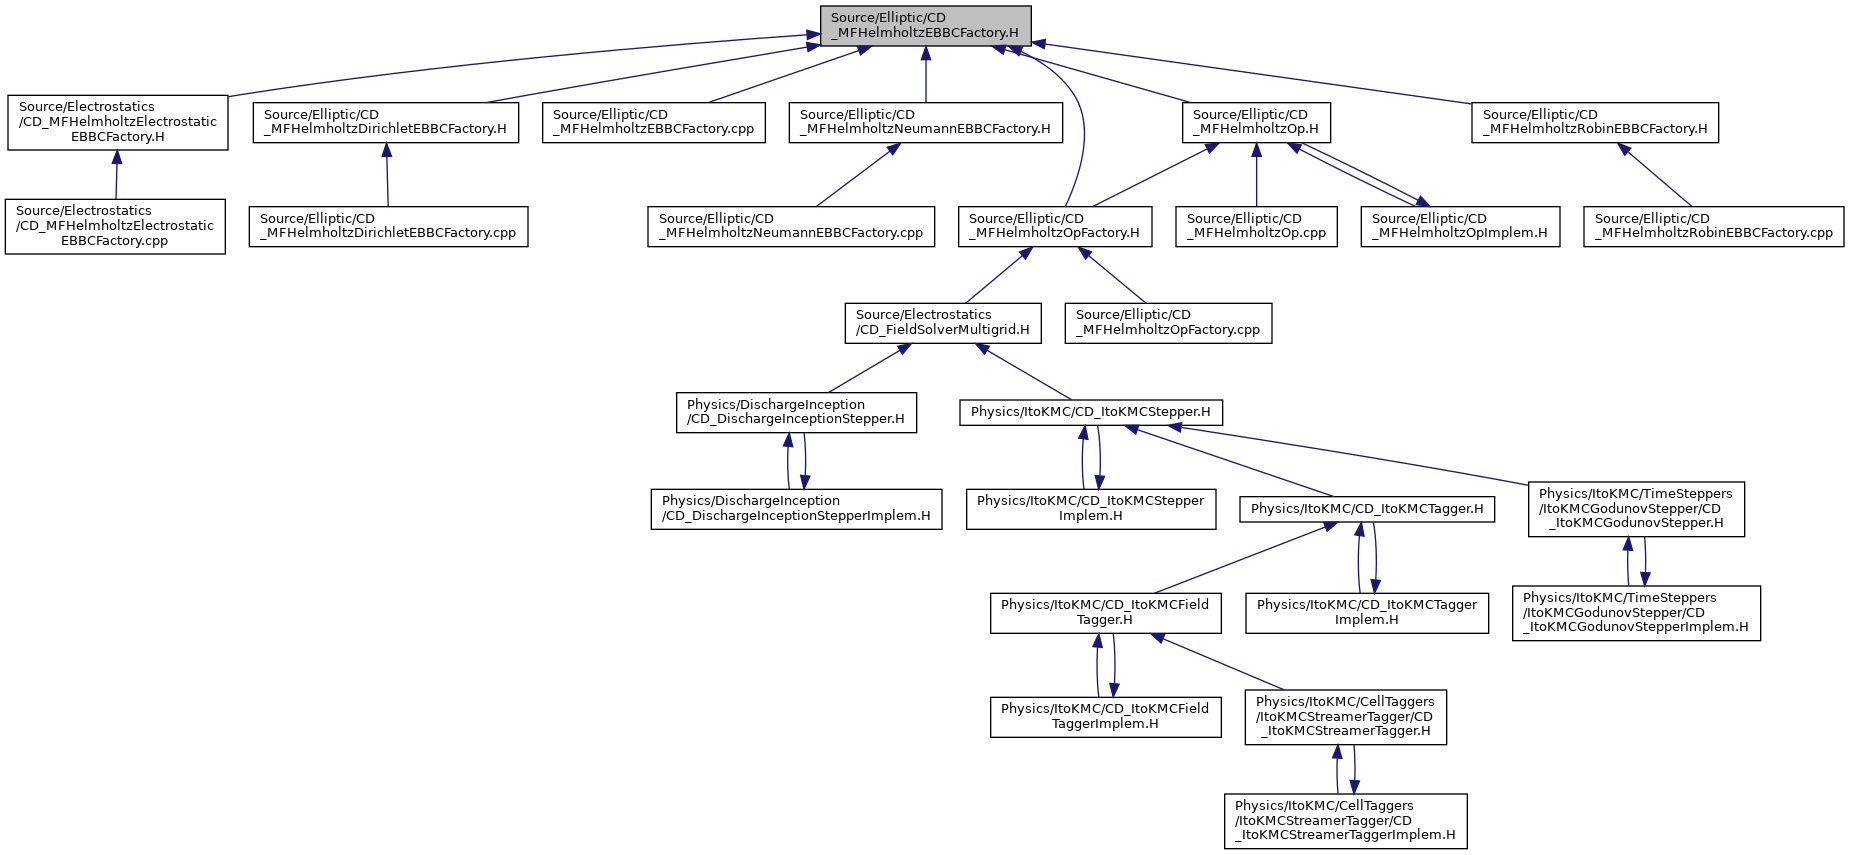 Source/Elliptic/CD
_MFHelmholtzEBBCFactory.H
Source/Electrostatics
/CD_MFHelmholtzElectrostatic
EBBCFactory.H
Source/Elliptic/CD
_MFHelmholtzDirichletEBBCFactory.H
Source/Elliptic/CD
_MFHelmholtzEBBCFactory.cpp
Source/Elliptic/CD
_MFHelmholtzNeumannEBBCFactory.H
Source/Elliptic/CD
_MFHelmholtzOp.H
Source/Elliptic/CD
_MFHelmholtzRobinEBBCFactory.H
Source/Electrostatics
/CD_MFHelmholtzElectrostatic
EBBCFactory.cpp
Source/Elliptic/CD
_MFHelmholtzDirichletEBBCFactory.cpp
Source/Elliptic/CD
_MFHelmholtzNeumannEBBCFactory.cpp
Source/Elliptic/CD
_MFHelmholtzOpFactory.H
Source/Elliptic/CD
_MFHelmholtzOp.cpp
Source/Elliptic/CD
_MFHelmholtzOpImplem.H
Source/Elliptic/CD
_MFHelmholtzRobinEBBCFactory.cpp
Source/Electrostatics
/CD_FieldSolverMultigrid.H
Source/Elliptic/CD
_MFHelmholtzOpFactory.cpp
Physics/DischargeInception
/CD_DischargeInceptionStepper.H
Physics/ItoKMC/CD_ItoKMCStepper.H
Physics/DischargeInception
/CD_DischargeInceptionStepperImplem.H
Physics/ItoKMC/CD_ItoKMCStepper
Implem.H
Physics/ItoKMC/CD_ItoKMCTagger.H
Physics/ItoKMC/TimeSteppers
/ItoKMCGodunovStepper/CD
_ItoKMCGodunovStepper.H
Physics/ItoKMC/CD_ItoKMCField
Tagger.H
Physics/ItoKMC/CD_ItoKMCTagger
Implem.H
Physics/ItoKMC/TimeSteppers
/ItoKMCGodunovStepper/CD
_ItoKMCGodunovStepperImplem.H
Physics/ItoKMC/CD_ItoKMCField
TaggerImplem.H
Physics/ItoKMC/CellTaggers
/ItoKMCStreamerTagger/CD
_ItoKMCStreamerTagger.H
Physics/ItoKMC/CellTaggers
/ItoKMCStreamerTagger/CD
_ItoKMCStreamerTaggerImplem.H